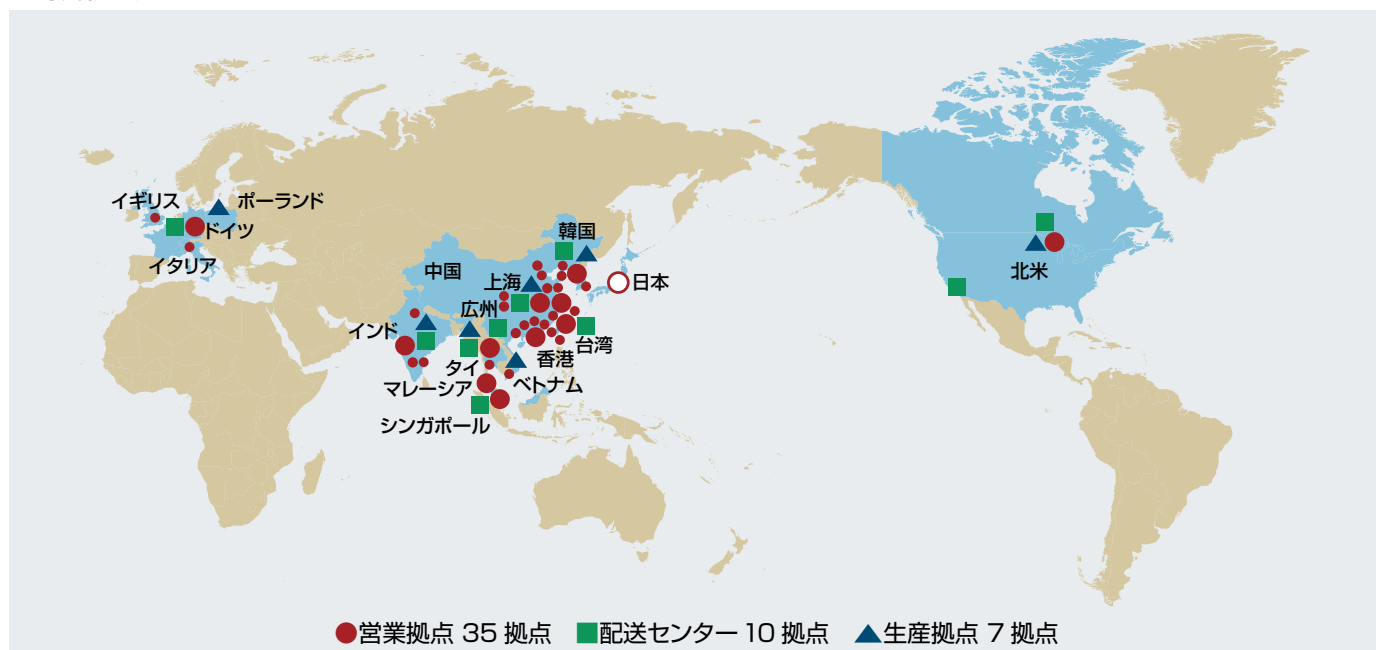 イギリス
ポーランド
ドイツ
イタリア
韓国
中国
上海
日本
広州
インド
台湾
香港
タイ
マレーシア
ベトナム
シンガポール
北米
●営業拠点 35 拠点 ■配送センター 10 拠点 ▲生産拠点 7 拠点